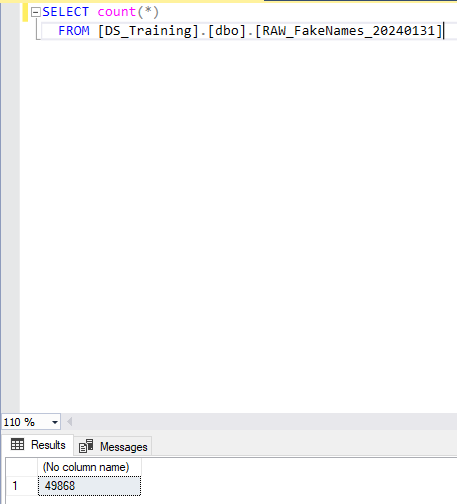 SELECT count(*)
FROM [DS_Training].[dbo].[RAW_FakeNames_20240131]
110 %
Results Messages
(No column name)
1 49868